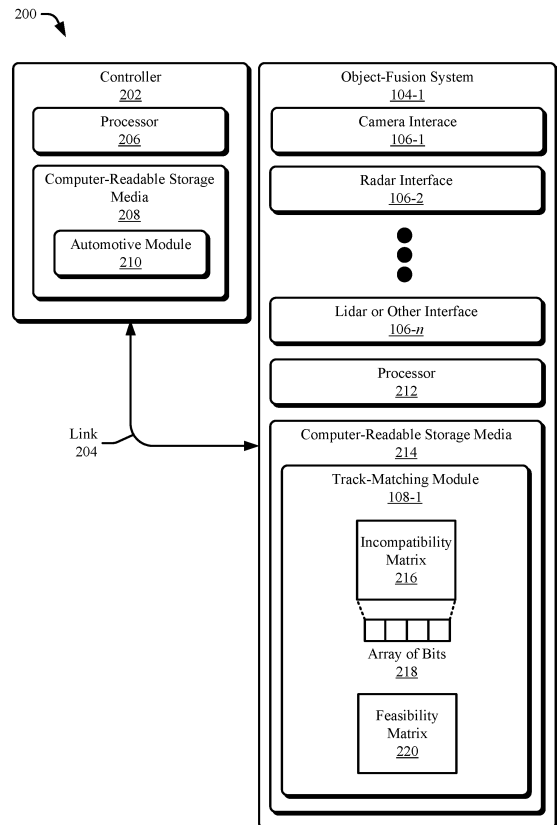 200
Controller
202
Processor
206
Computer-Readable Storage
Media
208
Automotive Module
210
Link
204
Object-Fusion System
104-1
Camera Interace
106-1
Radar Interface
106-2
Lidar or Other Interface
106-n
Processor
212
Computer-Readable Storage Media
214
Track-Matching Module
108-1
Incompatibility
Matrix
216
Array of Bits
218
Feasibility
Matrix
220